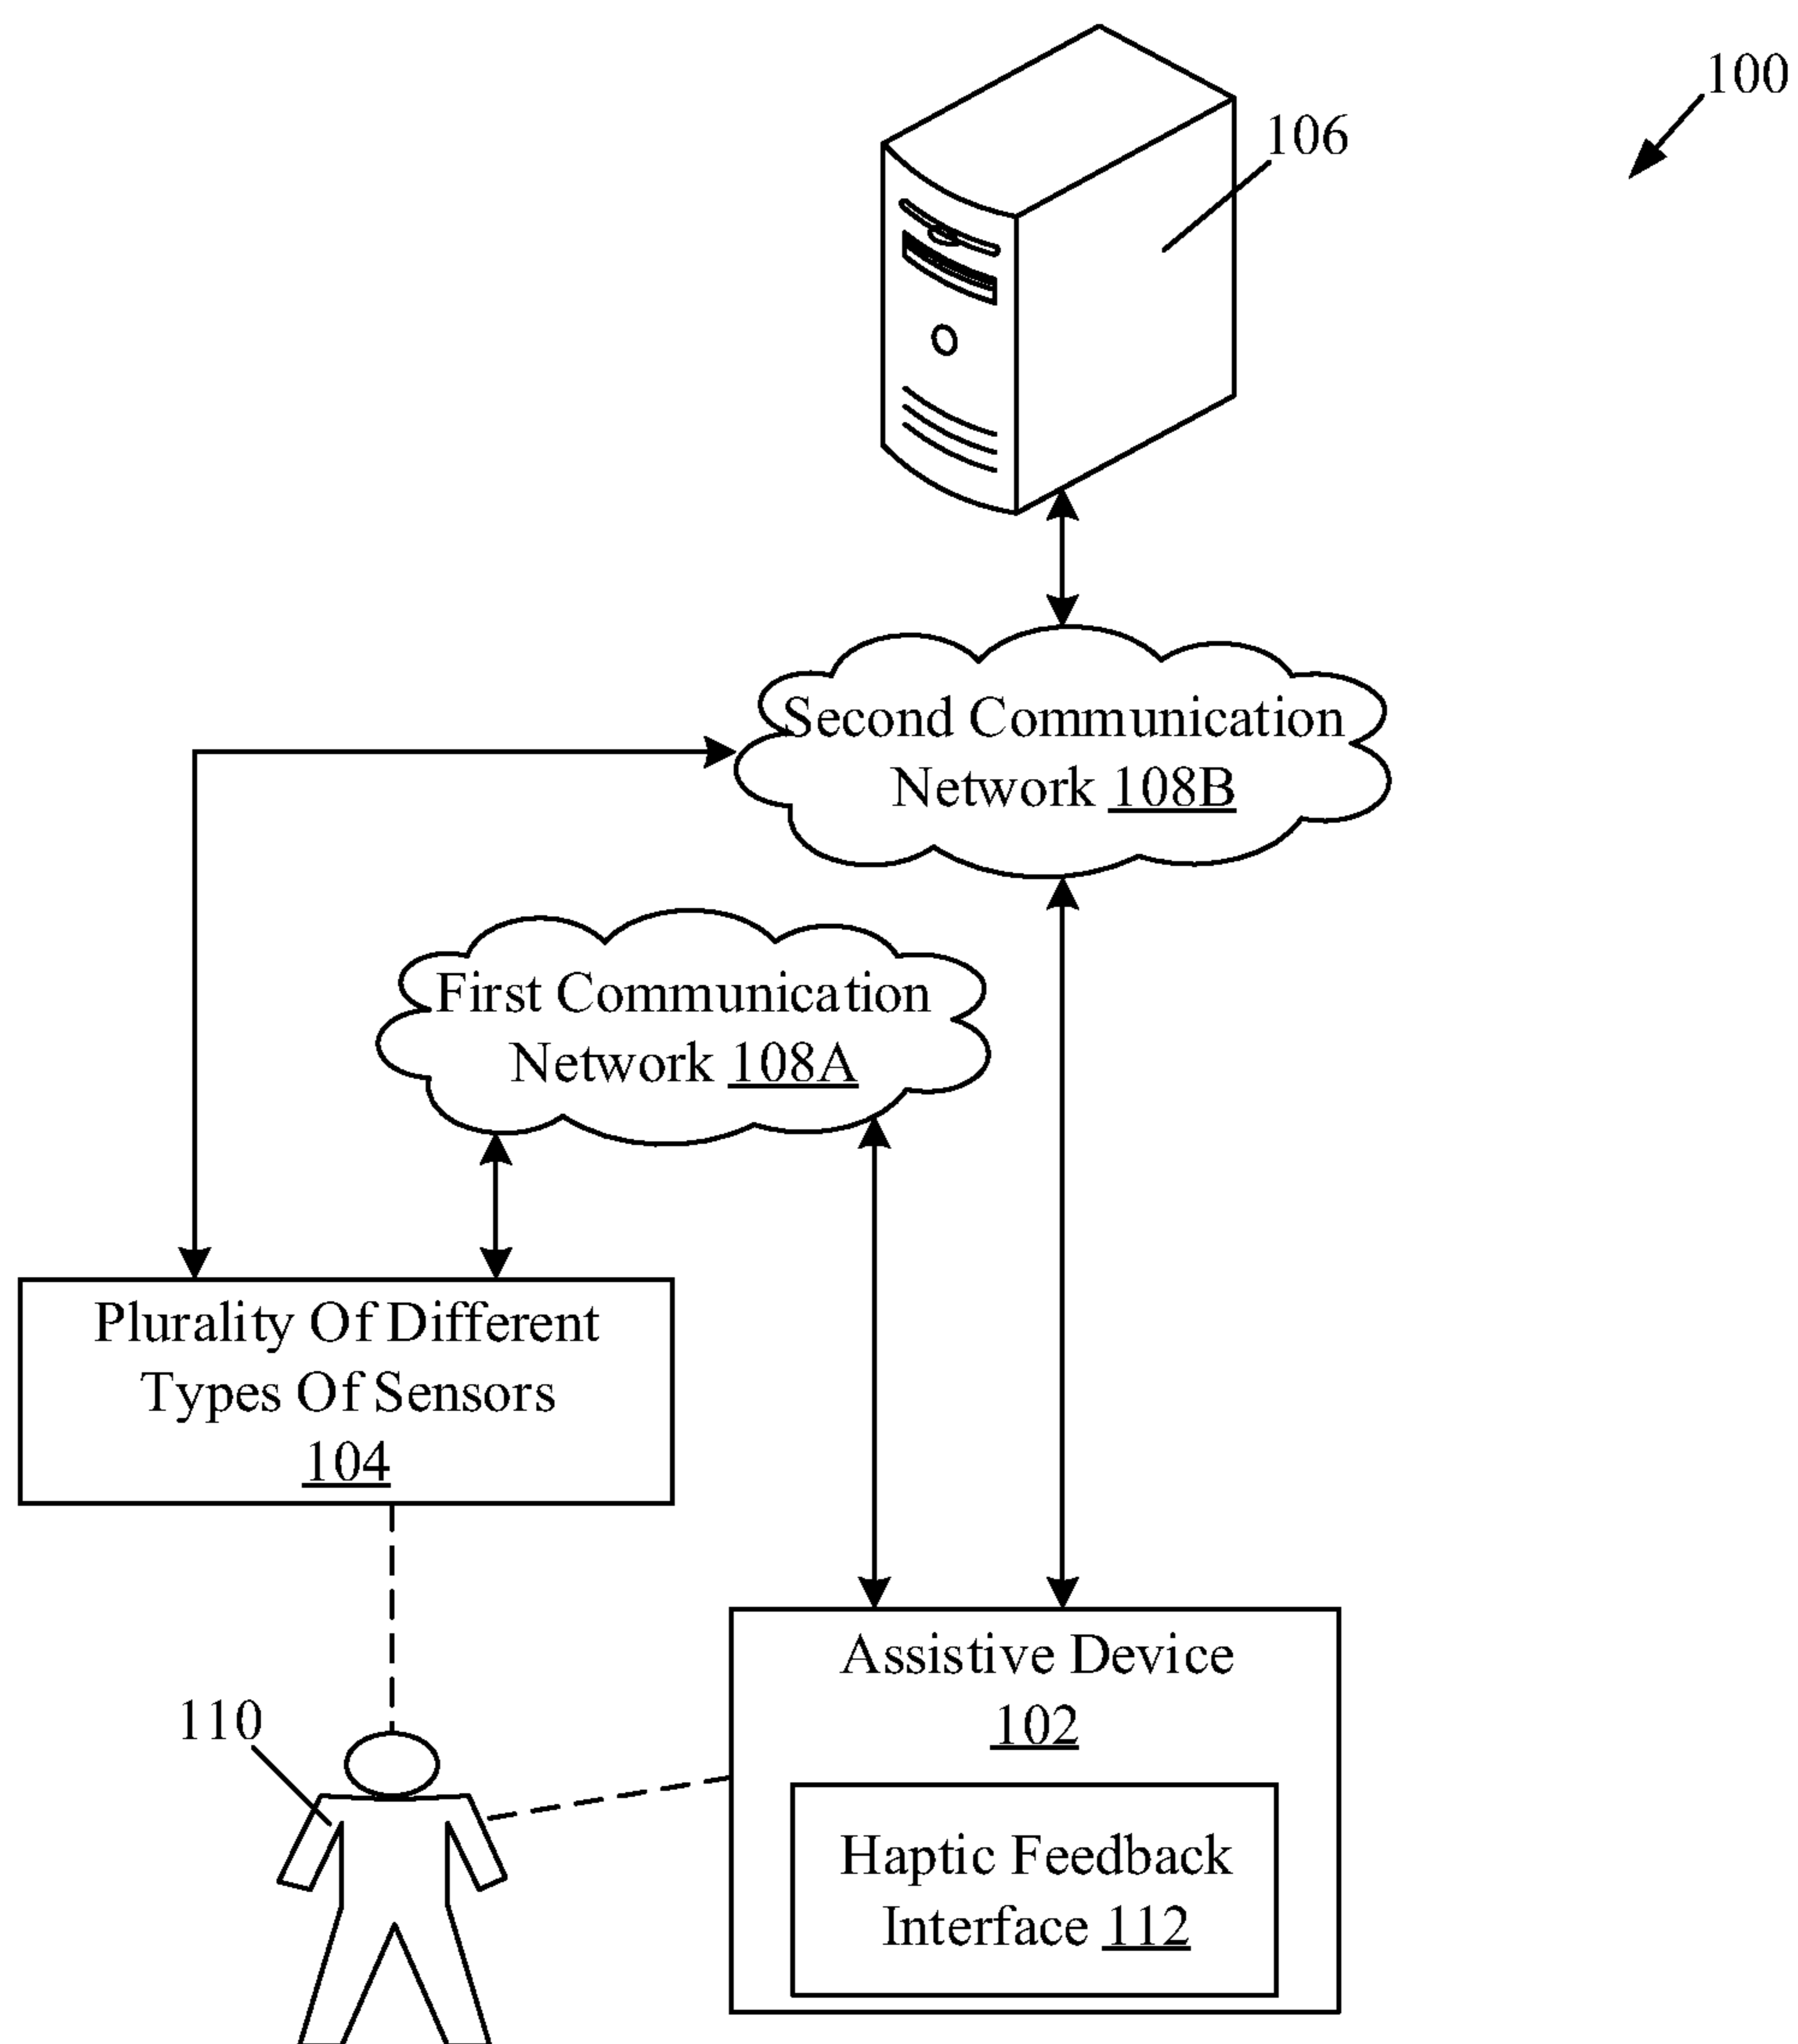 100
106
Second Communication
Network 108B
First Communication
Network 108A
Plurality Of Different
Types Of Sensors
104
Assistive Device
102
110
Haptic Feedback
Interface 112